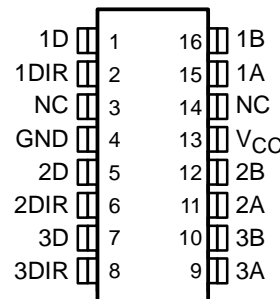 1D 1 16 1B
1DIR 2 15 1A
NC 3 14 NC
GND 4 13 VCC
2D 5 12 2B
2DIR 6 11 2A
3D 7 10 3B
3DIR 8 9 3A